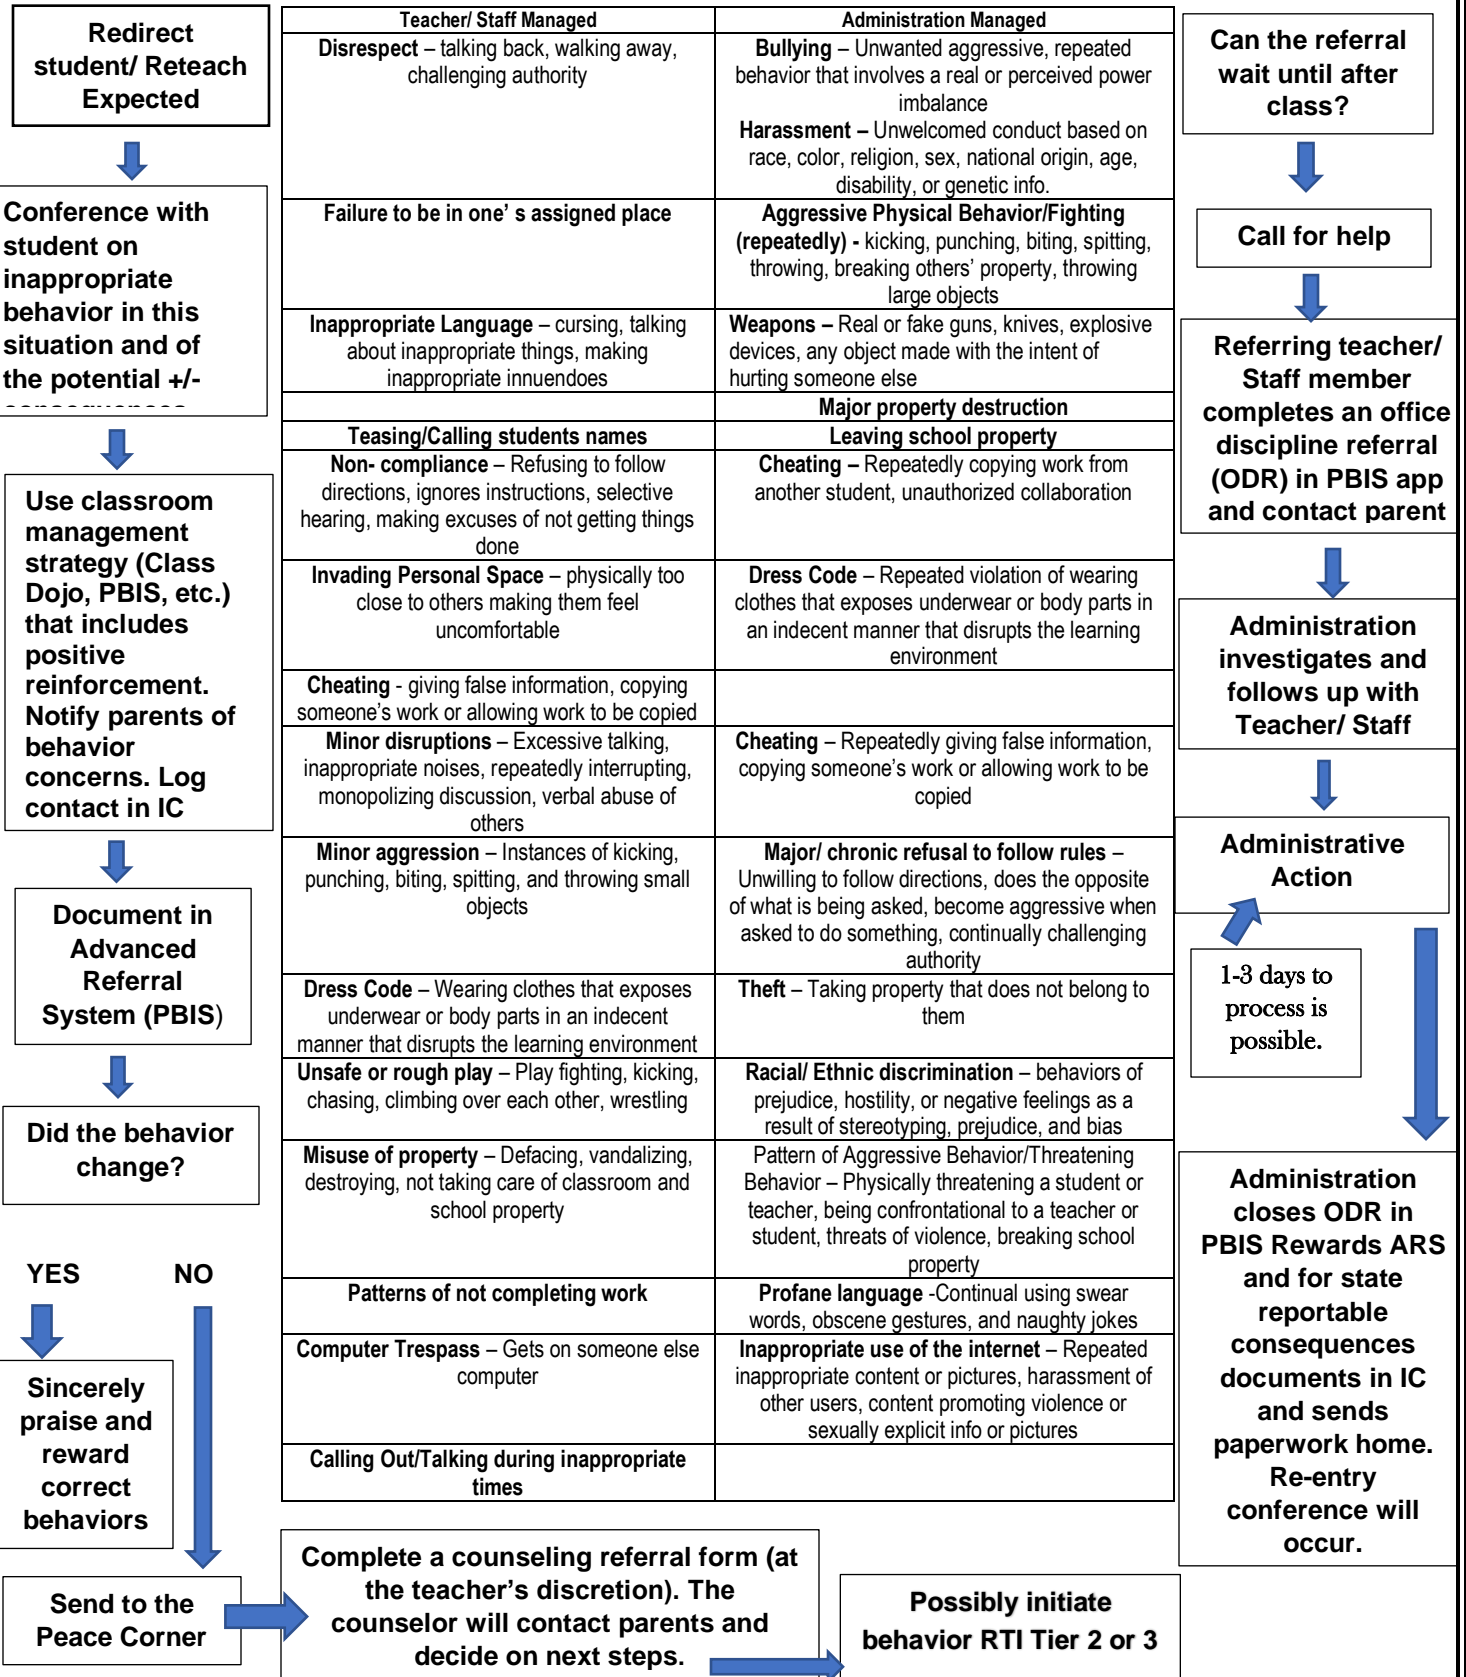 Redirect
student/ Reteach
Expected
Conference with
student on
inappropriate
behavior in this
situation and of
the potential +/-
Use classroom
management
strategy (Class
Dojo, PBIS, etc.)
that includes
positive
reinforcement.
Notify parents of
behavior
concerns. Log
contact in IC
Document in
Advanced
Referral
System (PBIS)
Did the behavior
change?
YES
NO
Sincerely
praise and
reward
correct
behaviors
Send to the
Peace Corner
Teacher/ Staff Managed
Administration Managed
Disrespect – talking back, walking away,
challenging authority
Bullying – Unwanted aggressive, repeated
behavior that involves a real or perceived power
imbalance
Harassment – Unwelcomed conduct based on
race, color, religion, sex, national origin, age,
disability, or genetic info.
Failure to be in one’ s assigned place
Aggressive Physical Behavior/Fighting
(repeatedly) - kicking, punching, biting, spitting,
throwing, breaking others’ property, throwing
large objects
Inappropriate Language – cursing, talking
about inappropriate things, making
inappropriate innuendoes
Weapons – Real or fake guns, knives, explosive
devices, any object made with the intent of
hurting someone else
Major property destruction
Teasing/Calling students names
Leaving school property
Non- compliance – Refusing to follow
directions, ignores instructions, selective
hearing, making excuses of not getting things
done
Cheating – Repeatedly copying work from
another student, unauthorized collaboration
Invading Personal Space – physically too
close to others making them feel
uncomfortable
Dress Code – Repeated violation of wearing
clothes that exposes underwear or body parts in
an indecent manner that disrupts the learning
environment
Cheating - giving false information, copying
someone’s work or allowing work to be copied
Minor disruptions – Excessive talking,
inappropriate noises, repeatedly interrupting,
monopolizing discussion, verbal abuse of
others
Cheating – Repeatedly giving false information,
copying someone’s work or allowing work to be
copied
Minor aggression – Instances of kicking,
punching, biting, spitting, and throwing small
objects
Major/ chronic refusal to follow rules –
Unwilling to follow directions, does the opposite
of what is being asked, become aggressive when
asked to do something, continually challenging
authority
Dress Code – Wearing clothes that exposes
underwear or body parts in an indecent
manner that disrupts the learning environment
Theft – Taking property that does not belong to
them
Unsafe or rough play – Play fighting, kicking,
chasing, climbing over each other, wrestling
Racial/ Ethnic discrimination – behaviors of
prejudice, hostility, or negative feelings as a
result of stereotyping, prejudice, and bias
Misuse of property – Defacing, vandalizing,
destroying, not taking care of classroom and
school property
Pattern of Aggressive Behavior/Threatening
Behavior – Physically threatening a student or
teacher, being confrontational to a teacher or
student, threats of violence, breaking school
property
Patterns of not completing work
Profane language -Continual using swear
words, obscene gestures, and naughty jokes
Computer Trespass – Gets on someone else
computer
Inappropriate use of the internet – Repeated
inappropriate content or pictures, harassment of
other users, content promoting violence or
sexually explicit info or pictures
Calling Out/Talking during inappropriate
times
Complete a counseling referral form (at
the teacher’s discretion). The
counselor will contact parents and
decide on next steps.
Possibly initiate
behavior RTI Tier 2 or 3
Can the referral
wait until after
class?
Call for help
Referring teacher/
Staff member
completes an office
discipline referral
(ODR) in PBIS app
and contact parent
Administration
investigates and
follows up with
Teacher/ Staff
Administrative
Action
1-3 days to
process is
possible.
Administration
closes ODR in
PBIS Rewards ARS
and for state
reportable
consequences
documents in IC
and sends
paperwork home.
Re-entry
conference will
occur.